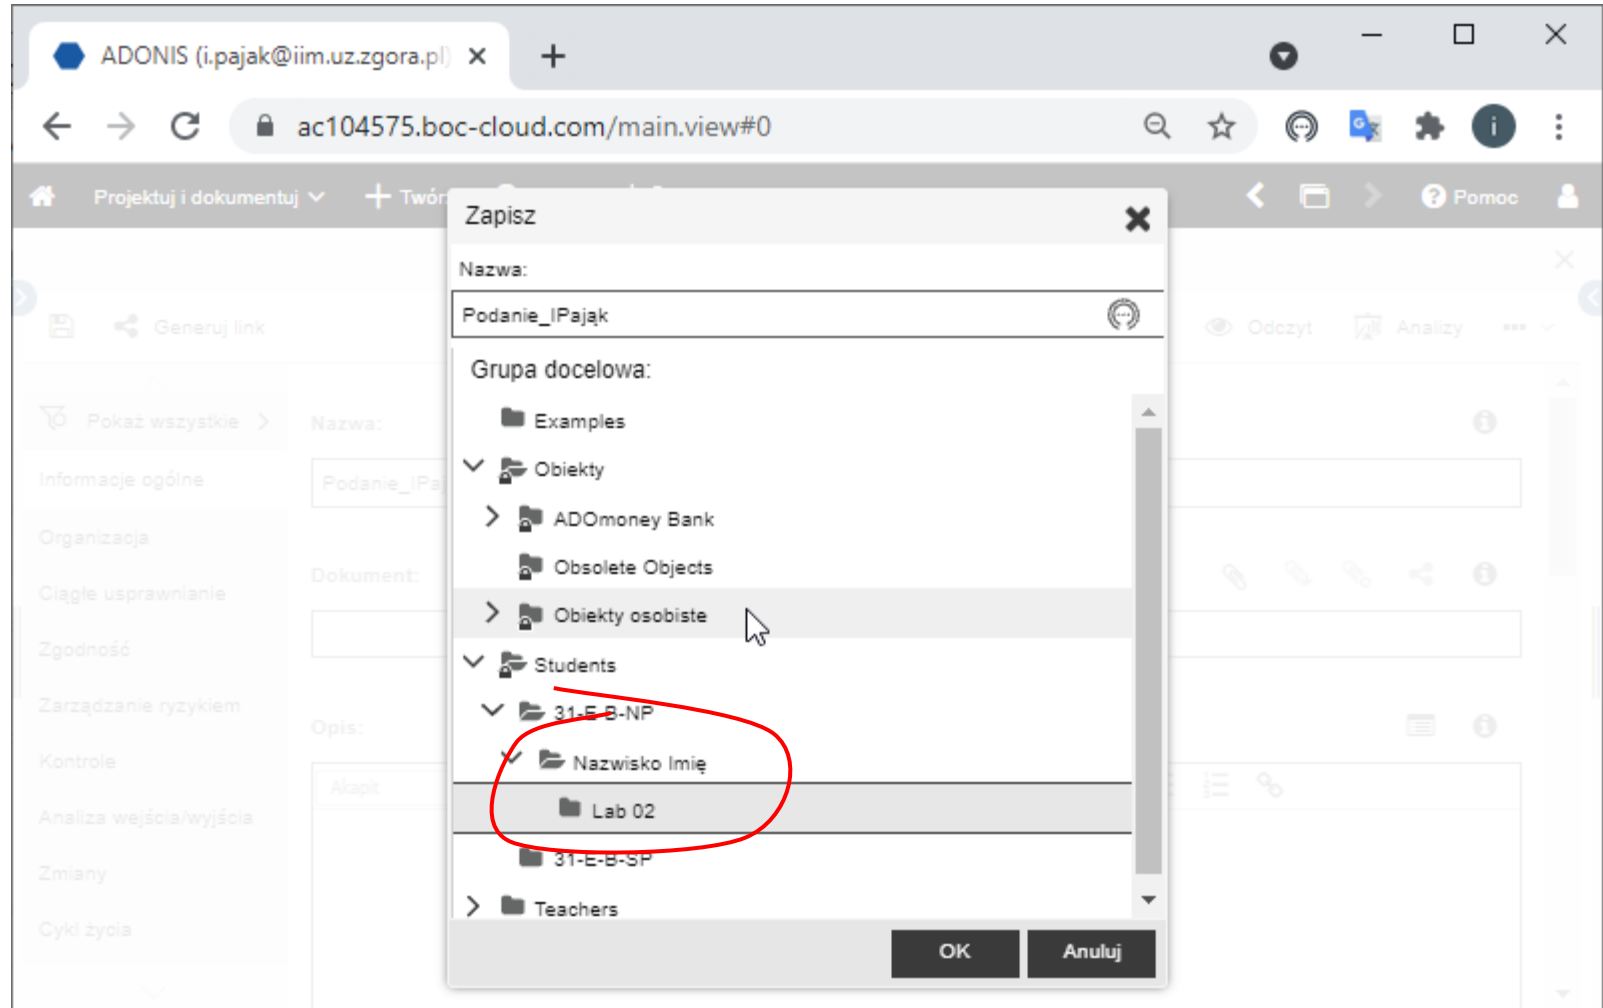 ADONIS (i.pajak@iim.uz.zgora.pl)
ac104575.boc-cloud.com/main.view#0
Projektuj i dokumentuj
Twór
Pomoc
Zapisz
Nazwa:
Podanie_IPająk
Generuj link
Odczyt
Analizy
Grupa docelowa:
Pokaż wszystkie
Nazwa:
Examples
Informacje ogólne
Podanie_IPaj
Obiekty
Organizacja
ADOmoney Bank
Dokument:
Obsolete Objects
Ciągłe usprawnianie
Obiekty osobiste
Zgodność
Students
Zarządzanie ryzykiem
31-E-B-NP
Opis:
Kontrole
Nazwisko Imię
Akapit
Lab 02
Analiza wejścia/wyjścia
31-E-B-SP
Zmiany
Teachers
Cykl życia
OK
Anuluj